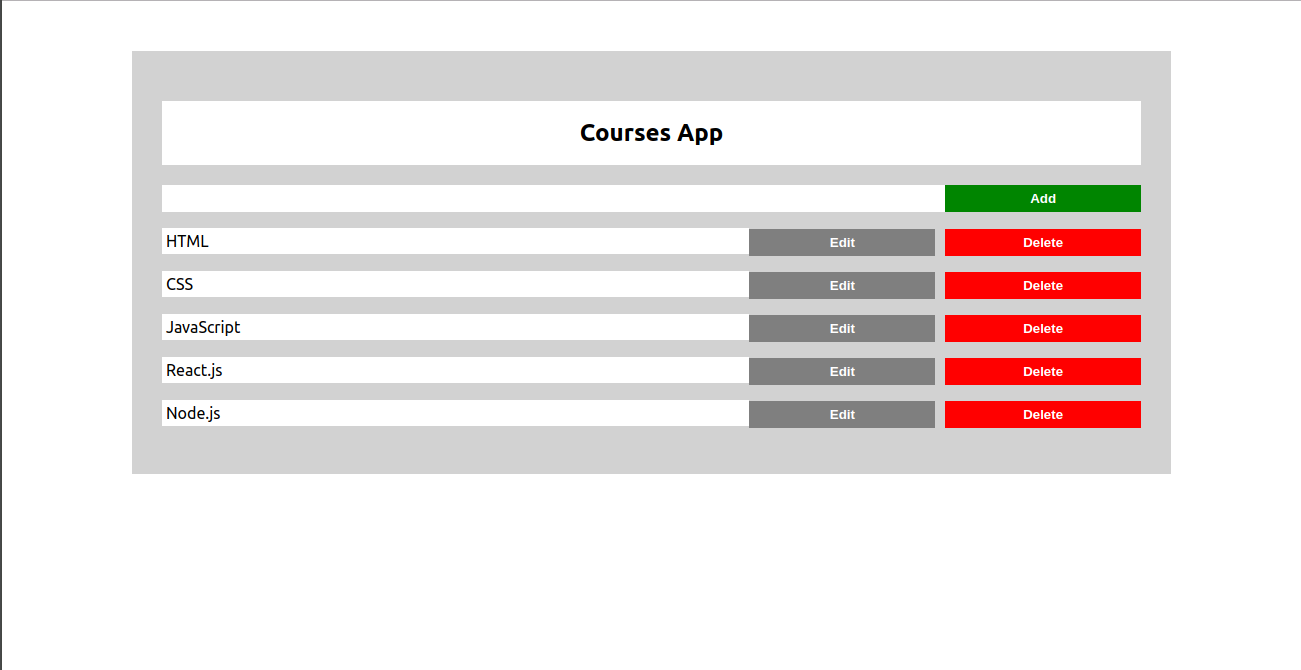 Courses App
Add
HTML Edit Delete
CSS Edit Delete
JavaScript Edit Delete
React.js Edit Delete
Node.js Edit Delete